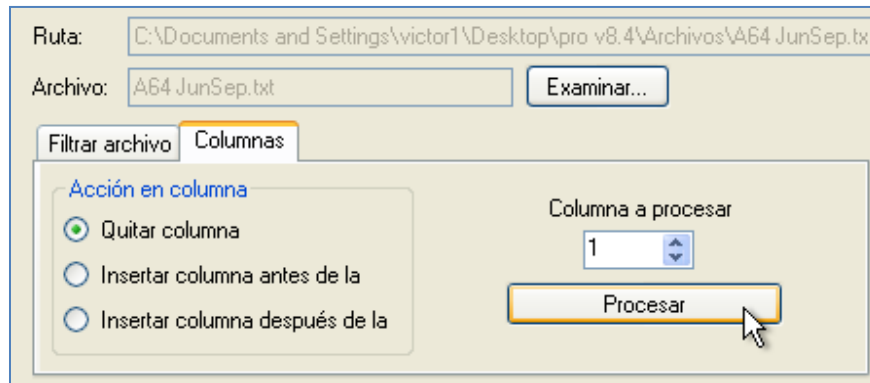 Ruta: C:\Documents and Settings\victor1\Desktop\pro v8.4\Archivos\A64 JunSep.tx
Archivo: A64 JunSep.txt Examinar...
Filtrar archivo Columnas
Acción en columna
Quitar columna
Insertar columna antes de la
Insertar columna después de la
Columna a procesar
1
Procesar